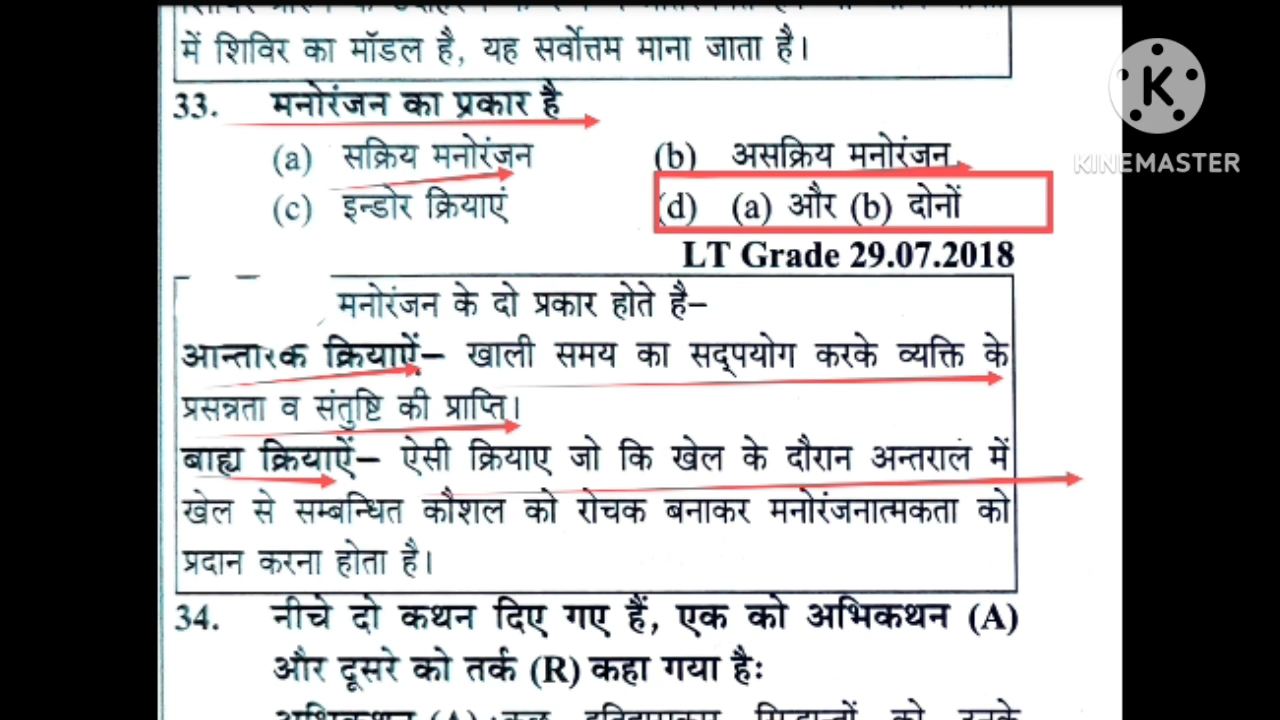 में शिविर का मॉडल है, यह सर्वोत्तम माना जाता है।
33. मनोरंजन का प्रकार है
(a) सक्रिय मनोरंजन (b) असक्रिय मनोरंजन
(c) इन्डोर क्रियाएं (d) (a) और (b) दोनों
LT Grade 29.07.2018
मनोरंजन के दो प्रकार होते है–
आन्तारक क्रियाऐं– खाली समय का सद्पयोग करके व्यक्ति के
प्रसन्नता व संतुष्टि की प्राप्ति।
बाह्य क्रियाऐं– ऐसी क्रियाए जो कि खेल के दौरान अन्तराल में
खेल से सम्बन्धित कौशल को रोचक बनाकर मनोरंजनात्मकता को
प्रदान करना होता है।
34. नीचे दो कथन दिए गए हैं, एक को अभिकथन (A)
और दूसरे को तर्क (R) कहा गया है:
K
KINEMASTER